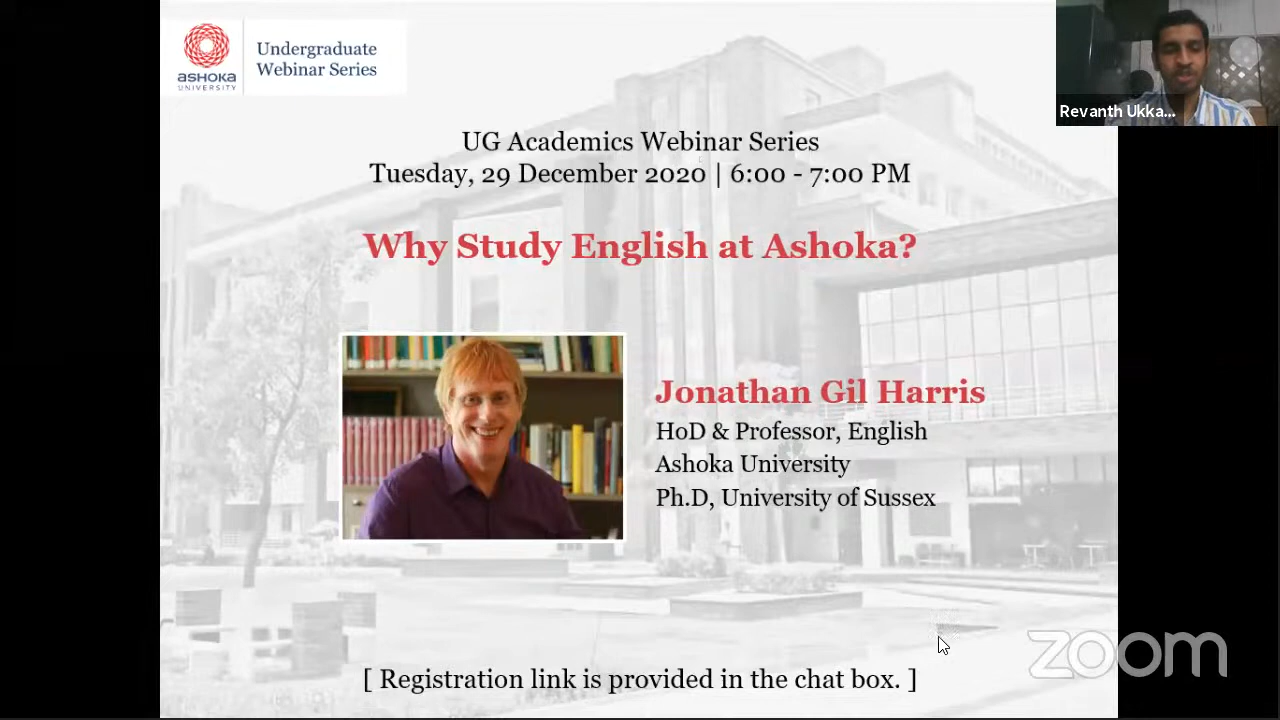 ASHOKA
UNIVERSITY
Undergraduate
Webinar Series
Revanth Ukka...
UG Academics Webinar Series
Tuesday, 29 December 2020 | 6:00 - 7:00 PM
Why Study English at Ashoka?
Jonathan Gil Harris
HoD & Professor, English
Ashoka University
Ph.D, University of Sussex
zoom
[ Registration link is provided in the chat box. ]